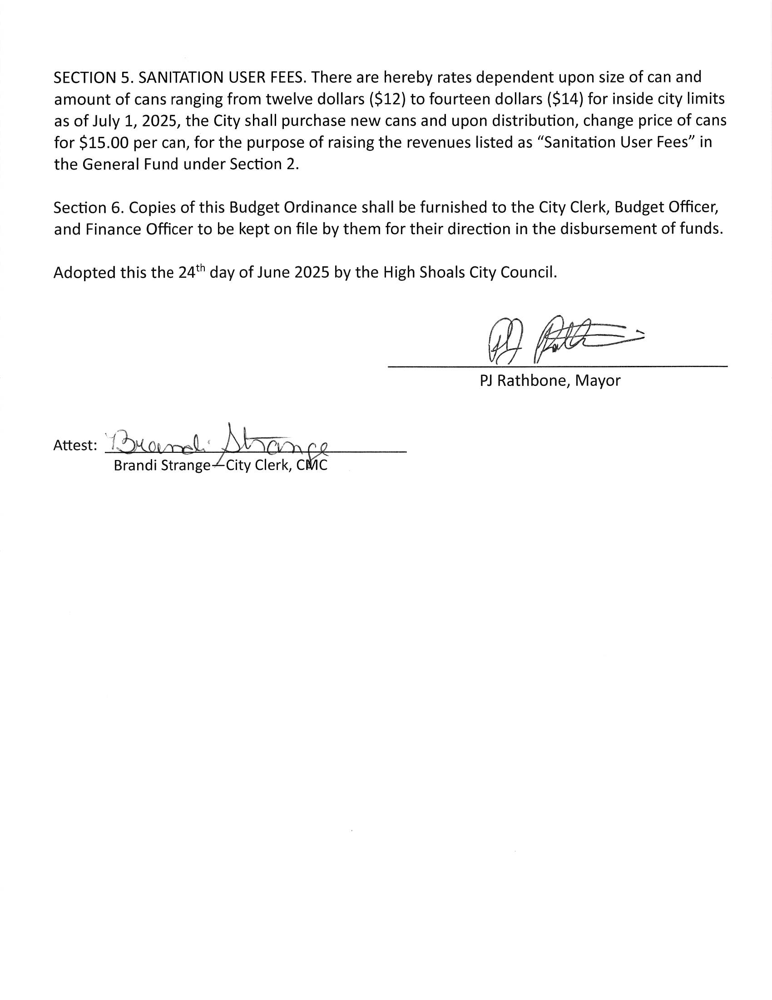 SECTION 5. SANITATION USER FEES. There are hereby rates dependent upon size of can and
amount of cans ranging from twelve dollars ($12) to fourteen dollars ($14) for inside city limits
as of July 1, 2025, the City shall purchase new cans and upon distribution, change price of cans
for $15.00 per can, for the purpose of raising the revenues listed as “Sanitation User Fees” in
the General Fund under Section 2.
Section 6. Copies of this Budget Ordinance shall be furnished to the City Clerk, Budget Officer,
and Finance Officer to be kept on file by them for their direction in the disbursement of funds.
Adopted this the 24th day of June 2025 by the High Shoals City Council.
PJ Rathbone, Mayor
Attest: Brandi Strange
Brandi Strange – City Clerk, CMC